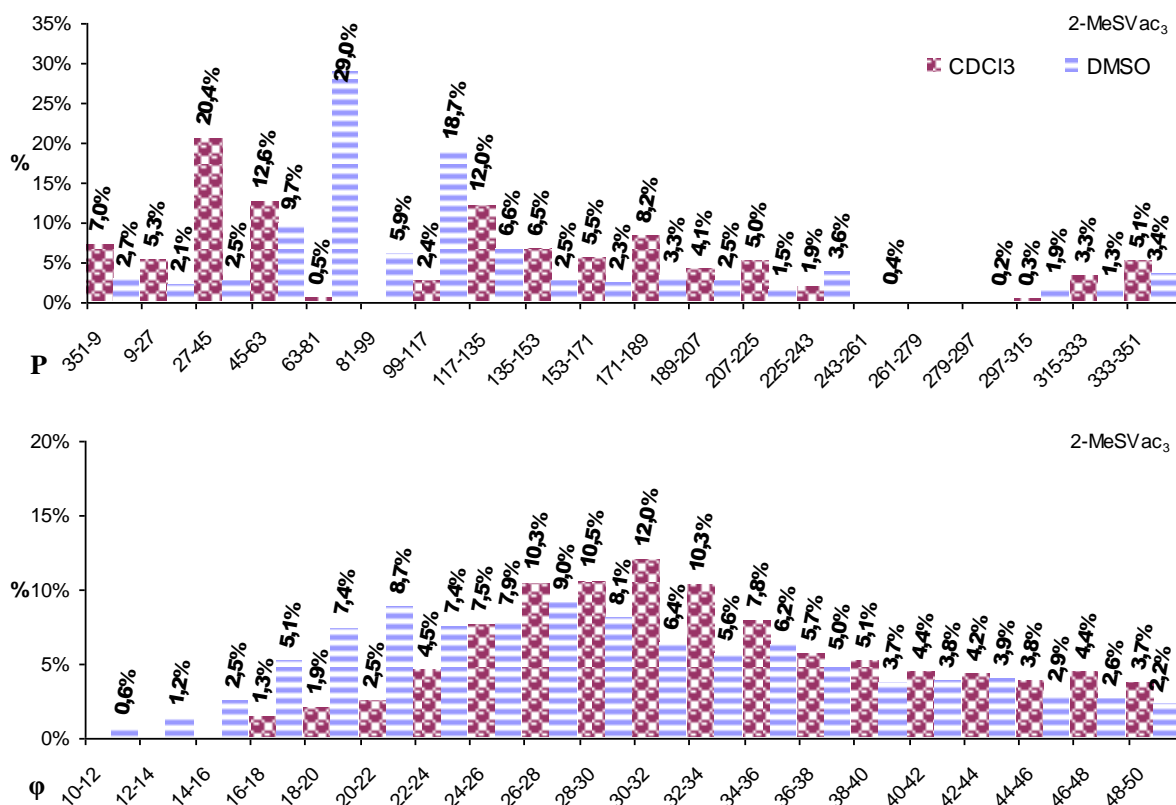 2-MeSVac3
CDCl3 DMSO
35%
30%
25%
20%
15%
10%
5%
0%
%
7,0% 2,7% 5,3% 2,1% 20,4% 2,5% 12,6% 9,7% 0,5% 29,0% 5,9% 2,4% 18,7% 12,0% 6,6% 6,5% 2,5% 5,5% 2,3% 8,2% 3,3% 4,1% 2,5% 5,0% 1,5% 1,9% 3,6% 0,4% 0,2% 0,3% 1,9% 3,3% 1,3% 5,1% 3,4%
351-9 9-27 27-45 45-63 63-81 81-99 99-117 117-135 135-153 153-171 171-189 189-207 207-225 225-243 243-261 261-279 279-297 297-315 315-333 333-351
P
2-MeSVac3
20%
15%
10%
5%
0%
%
0,6% 1,2% 2,5% 1,3% 5,1% 1,9% 7,4% 2,5% 8,7% 4,5% 7,4% 7,5% 7,9% 10,3% 9,0% 10,5% 8,1% 12,0% 6,4% 10,3% 5,6% 7,8% 6,2% 5,7% 5,0% 5,1% 3,7% 4,4% 3,8% 4,2% 3,9% 3,8% 2,9% 4,4% 2,6% 3,7% 2,2%
10-12 12-14 14-16 16-18 18-20 20-22 22-24 24-26 26-28 28-30 30-32 32-34 34-36 36-38 38-40 40-42 42-44 44-46 46-48 48-50
φ